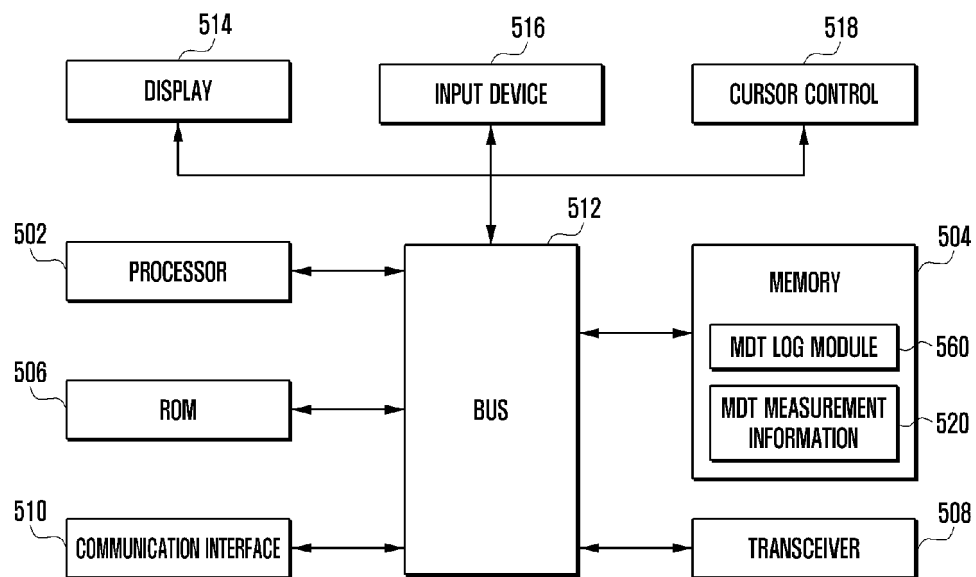 514
516
518
DISPLAY
INPUT DEVICE
CURSOR CONTROL
512
502
504
PROCESSOR
MEMORY
MDT LOG MODULE
560
506
ROM
BUS
MDT MEASUREMENT
INFORMATION
520
510
508
COMMUNICATION INTERFACE
TRANSCEIVER